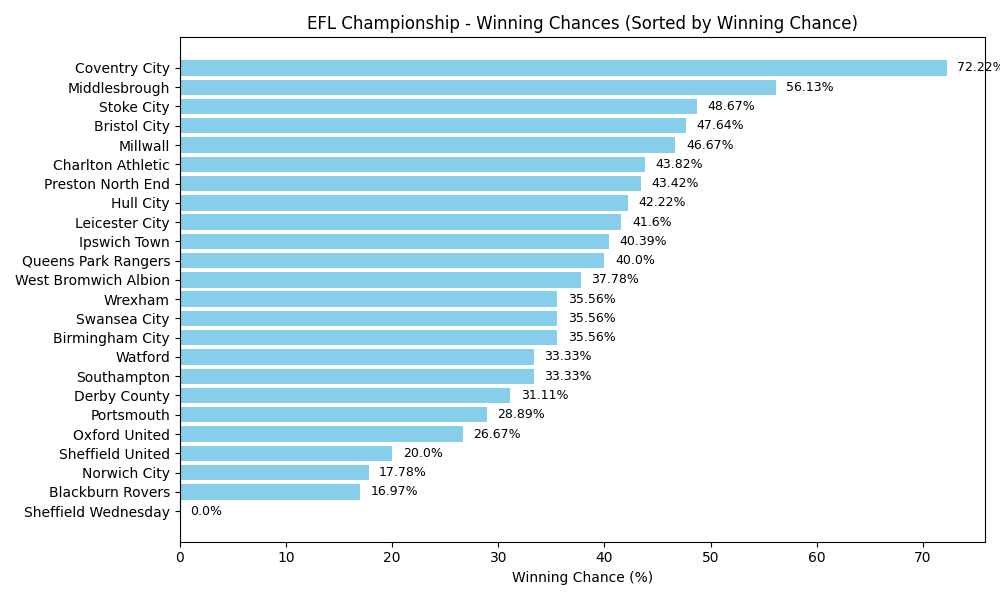 EFL Championship - Winning Chances (Sorted by Winning Chance)
Coventry City 72.22%
Middlesbrough 56.13%
Stoke City 48.67%
Bristol City 47.64%
Millwall 46.67%
Charlton Athletic 43.82%
Preston North End 43.42%
Hull City 42.22%
Leicester City 41.6%
Ipswich Town 40.39%
Queens Park Rangers 40.0%
West Bromwich Albion 37.78%
Wrexham 35.56%
Swansea City 35.56%
Birmingham City 35.56%
Watford 33.33%
Southampton 33.33%
Derby County 31.11%
Portsmouth 28.89%
Oxford United 26.67%
Sheffield United 20.0%
Norwich City 17.78%
Blackburn Rovers 16.97%
Sheffield Wednesday 0.0%
0 10 20 30 40 50 60 70
Winning Chance (%)